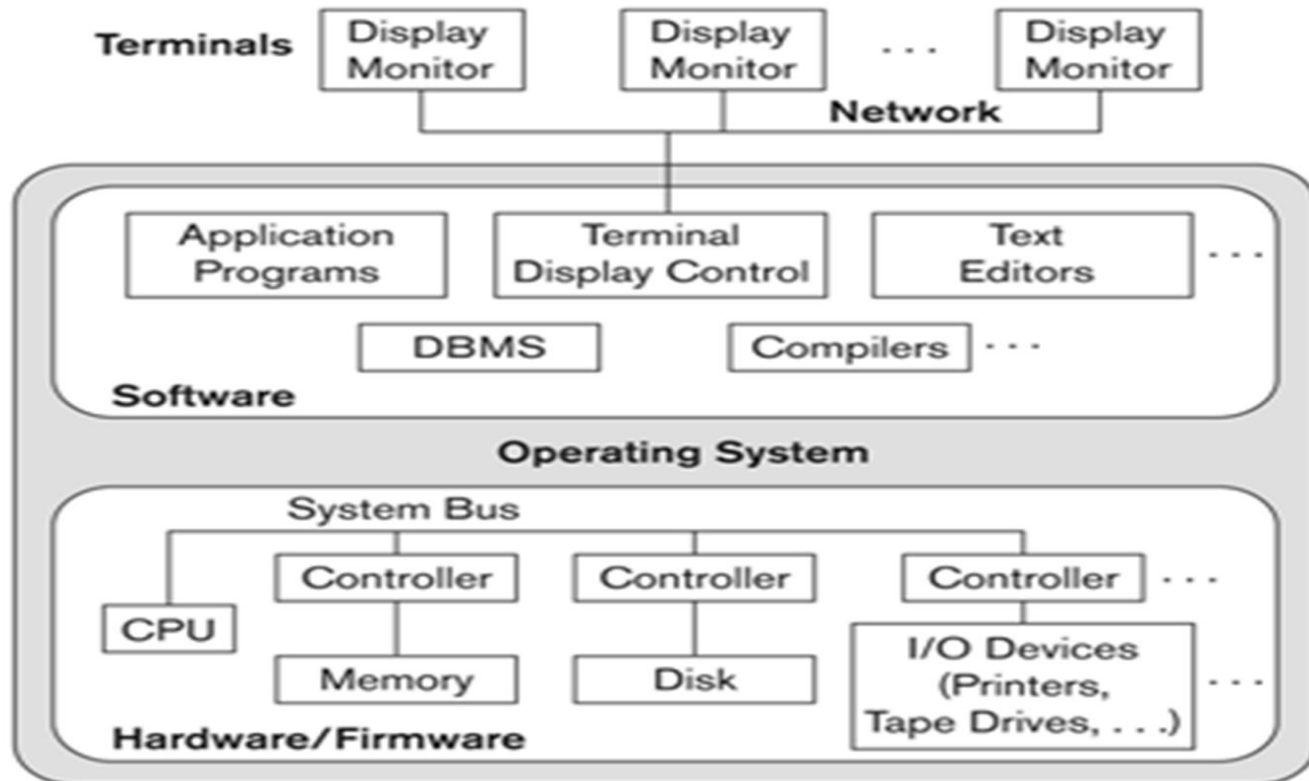 Terminals
Display
Monitor
Display
Monitor
. . .
Display
Monitor
Network
Application
Programs
Terminal
Display Control
Text
Editors
. . .
DBMS
Compilers
. . .
Software
Operating System
System Bus
Controller
Controller
Controller
. . .
CPU
Memory
Disk
I/O Devices
(Printers,
Tape Drives, . . .)
. . .
Hardware/Firmware